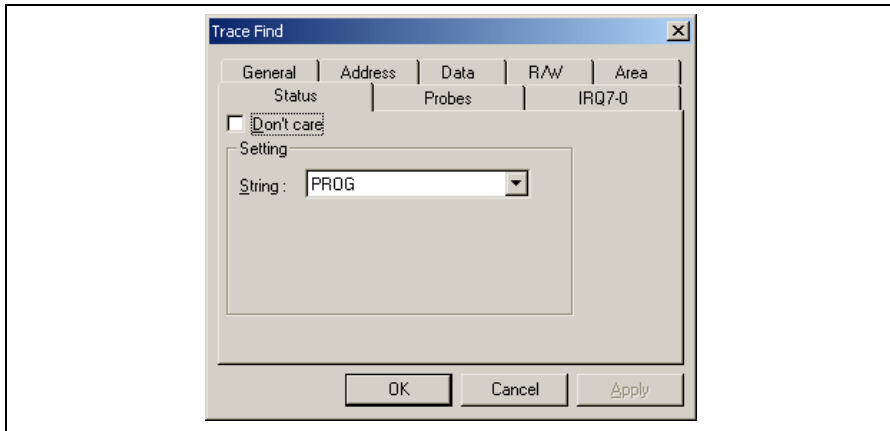 Trace Find
General Address Data R/W Area
Status Probes IRQ7-0
Don't care
Setting
String : PROG
OK Cancel Apply